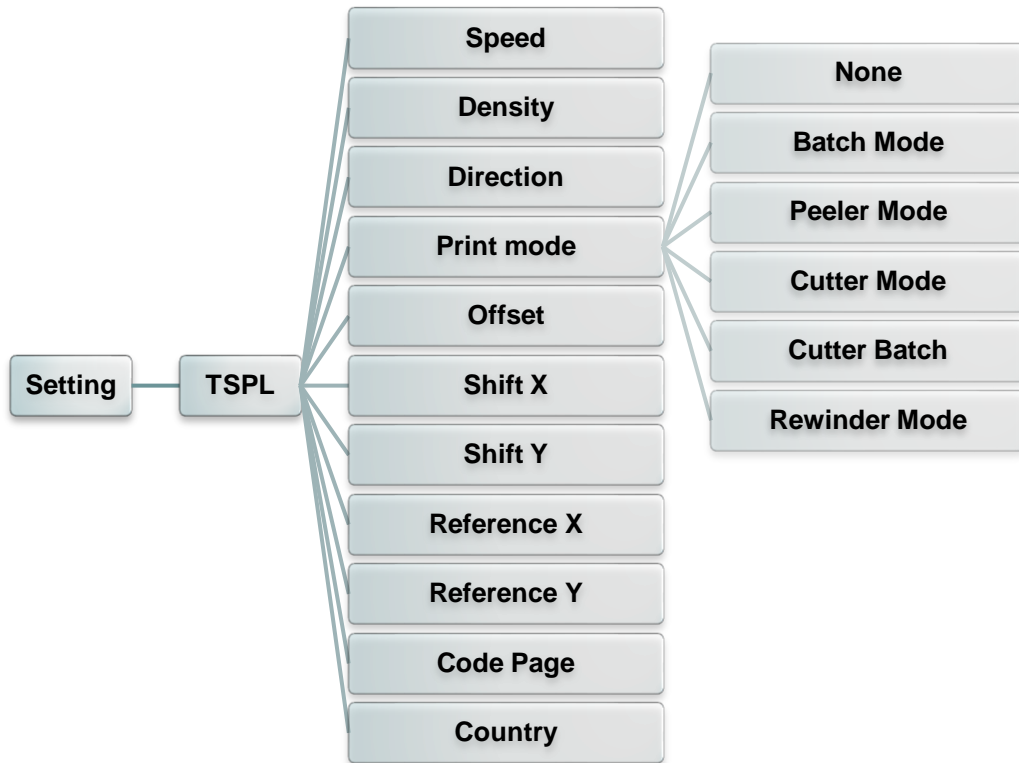 Setting
TSPL
Speed
Density
Direction
Print mode
Offset
Shift X
Shift Y
Reference X
Reference Y
Code Page
Country
None
Batch Mode
Peeler Mode
Cutter Mode
Cutter Batch
Rewinder Mode